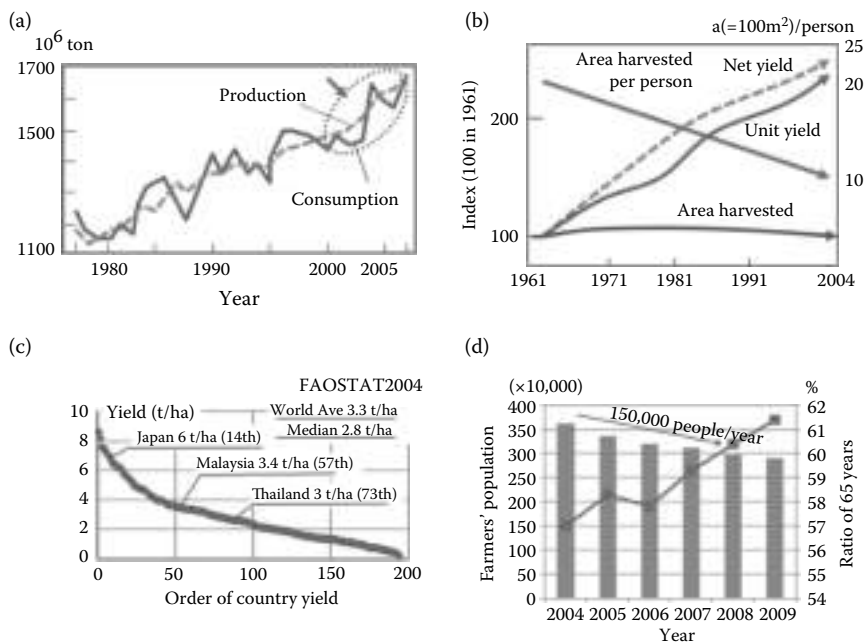 (a)
10⁶ ton
1700
1500
1100
Production
Consumption
1980 1990 2000 2005
Year
(b)
a(=100m²)/person
Index (100 in 1961)
200
100
25
20
10
Area harvested
per person
Net yield
Unit yield
Area harvested
1961 1971 1981 1991 2004
(c)
FAOSTAT2004
Yield (t/ha)
World Ave 3.3 t/ha
Median 2.8 t/ha
Japan 6 t/ha (14th)
Malaysia 3.4 t/ha (57th)
Thailand 3 t/ha (73th)
10
8
6
4
2
0
0 50 100 150 200
Order of country yield
(d)
(×10,000)
%
150,000 people/year
Farmers' population
400
350
300
250
200
150
100
50
0
62
61
60
59
58
57
56
55
54
Ratio of 65 years
2004 2005 2006 2007 2008 2009
Year